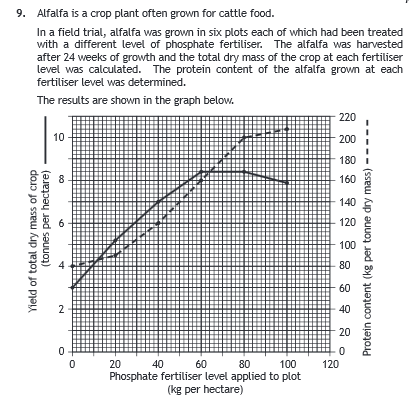 9. Alfalfa is a crop plant often grown for cattle food.
In a field trial, alfalfa was grown in six plots each of which had been treated
with a different level of phosphate fertiliser. The alfalfa was harvested
after 24 weeks of growth and the total dry mass of the crop at each fertiliser
level was calculated. The protein content of the alfalfa grown at each
fertiliser level was determined.
The results are shown in the graph below.
Yield of total dry mass of crop
(tonnes per hectare)
10
8
6
4
2
0
220
200
180
160
140
120
100
80
60
40
20
0
Protein content (kg per tonne dry mass)
0 20 40 60 80 100 120
Phosphate fertiliser level applied to plot
(kg per hectare)